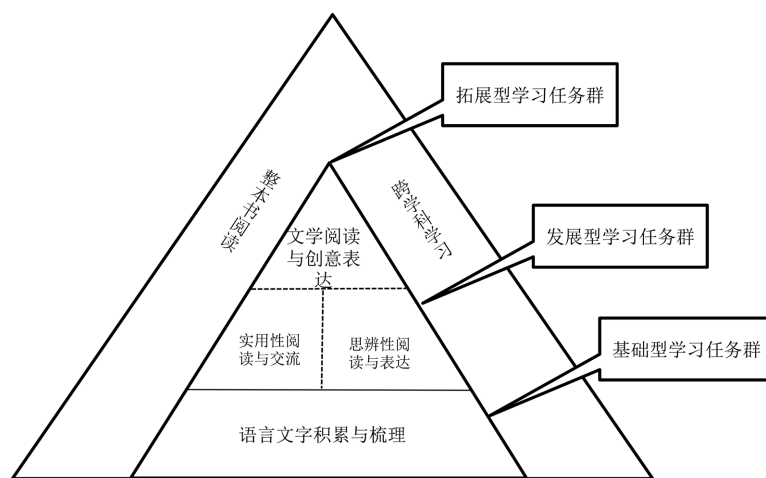 拓展型学习任务群
整本书阅读
跨学科学习
文学阅读
与创意表
达
发展型学习任务群
实用性阅
读与交流
思辨性阅
读与表达
基础型学习任务群
语言文字积累与梳理